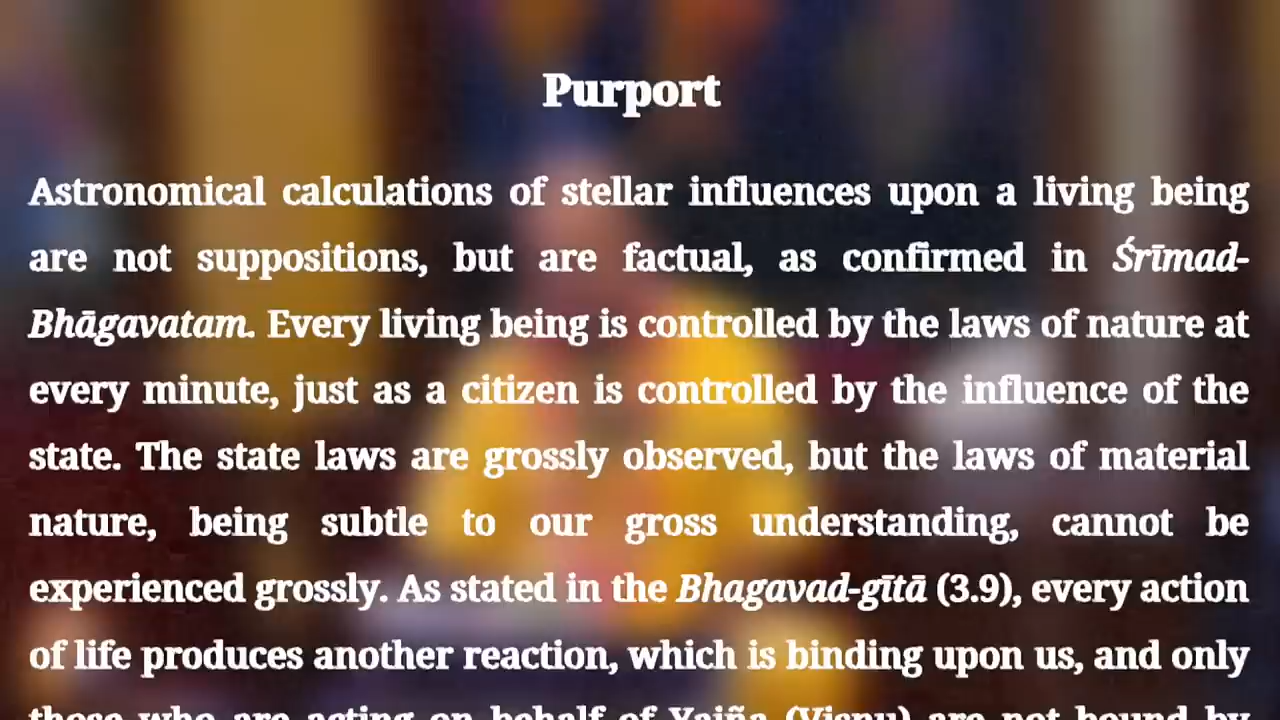 Purport
Astronomical calculations of stellar influences upon a living being
are not suppositions, but are factual, as confirmed in Śrīmad-
Bhāgavatam. Every living being is controlled by the laws of nature at
every minute, just as a citizen is controlled by the influence of the
state. The state laws are grossly observed, but the laws of material
nature, being subtle to our gross understanding, cannot be
experienced grossly. As stated in the Bhagavad-gītā (3.9), every action
of life produces another reaction, which is binding upon us, and only
those who are acting on behalf of Yajña (Viṣṇu) are not bound by